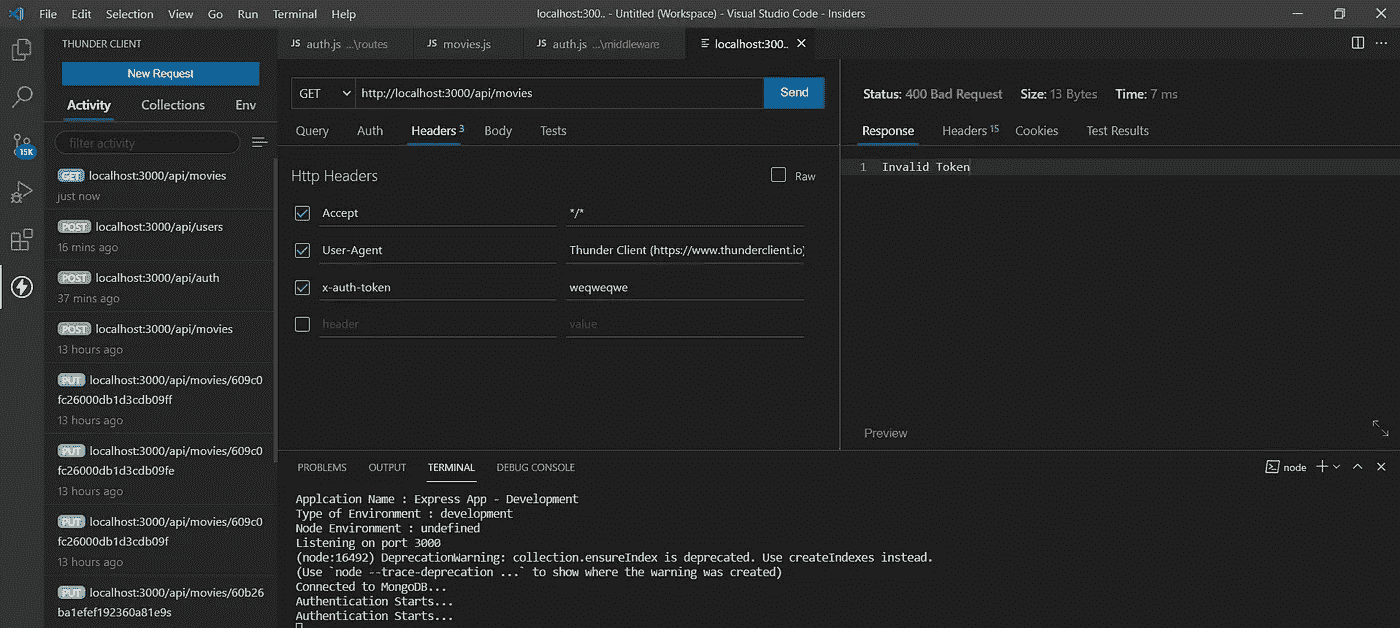 File Edit Selection View Go Run Terminal Help localhost:300.. - Untitled (Workspace) - Visual Studio Code - Insiders
THUNDER CLIENT
New Request
Activity Collections Env
filter activity
GET localhost:3000/api/movies
just now
POST localhost:3000/api/users
16 mins ago
POST localhost:3000/api/auth
37 mins ago
POST localhost:3000/api/movies
13 hours ago
PUT localhost:3000/api/movies/609c0
fc26000db1d3cdb09ff
13 hours ago
PUT localhost:3000/api/movies/609c0
fc26000db1d3cdb09fe
13 hours ago
PUT localhost:3000/api/movies/609c0
fc26000db1d3cdb09f
13 hours ago
PUT localhost:3000/api/movies/60b26
ba1efef192360a81e9s
15K
JS auth.js ...\routes JS movies.js JS auth.js ...\middleware localhost:300..
GET http://localhost:3000/api/movies Send
Query Auth Headers 3 Body Tests
Http Headers Raw
Accept */*
User-Agent Thunder Client (https://www.thunderclient.io)
x-auth-token weqweqwe
header value
Status: 400 Bad Request Size: 13 Bytes Time: 7 ms
Response Headers 15 Cookies Test Results
1 Invalid Token
Preview
PROBLEMS OUTPUT TERMINAL DEBUG CONSOLE node
Applcation Name : Express App - Development
Type of Environment : development
Node Environment : undefined
Listening on port 3000
(node:16492) DeprecationWarning: collection.ensureIndex is deprecated. Use createIndexes instead.
(Use `node --trace-deprecation ...` to show where the warning was created)
Connected to MongoDB...
Authentication Starts...
Authentication Starts...